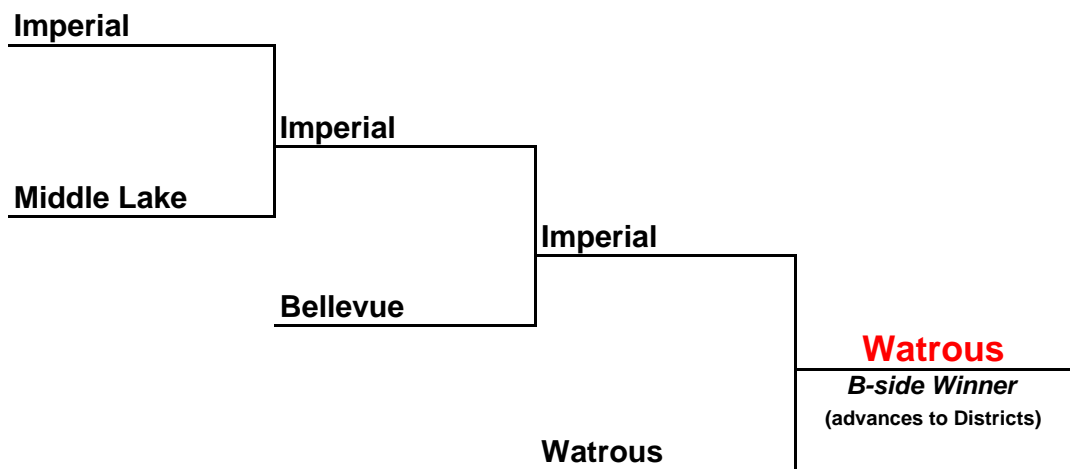 Imperial
Imperial
Middle Lake
Imperial
Bellevue
Watrous
B-side Winner
(advances to Districts)
Watrous